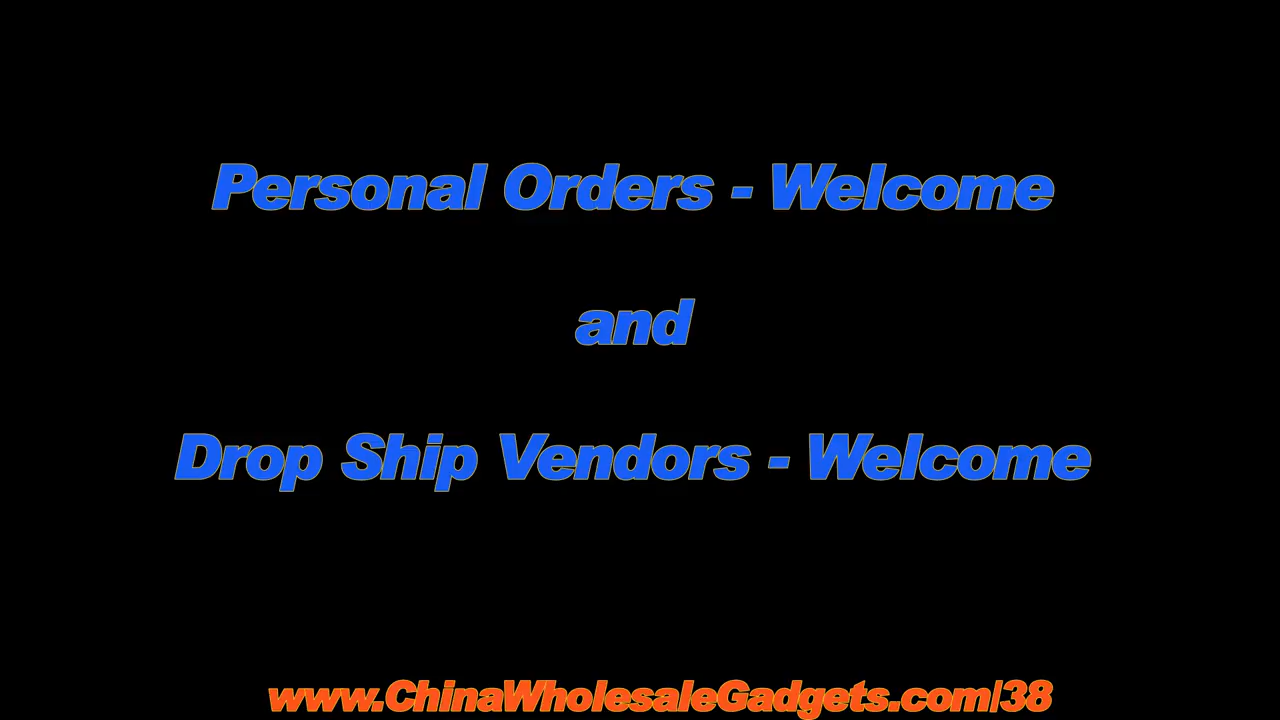 Personal Orders - Welcome
and
Drop Ship Vendors - Welcome
www.ChinaWholesaleGadgets.com/38